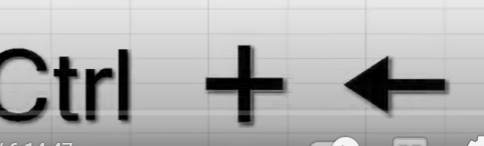 Ctrl + ←